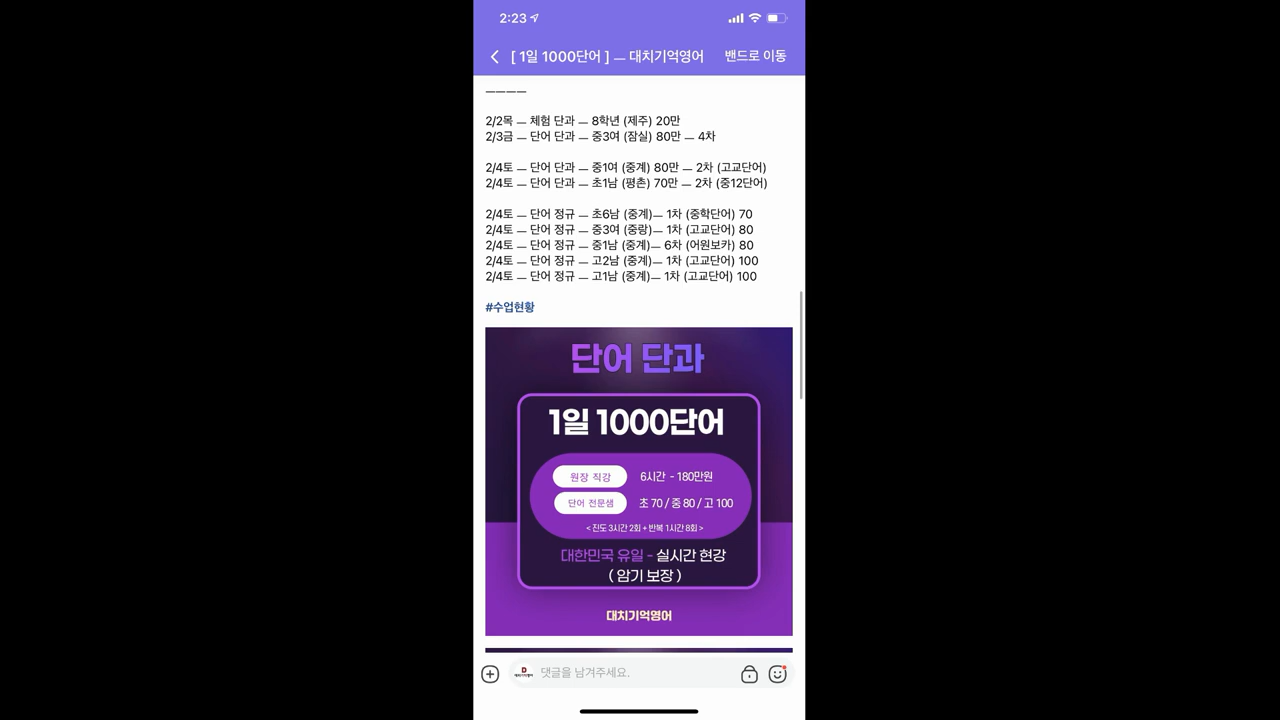 2:23
[ 1일 1000단어 ] — 대치기억영어 밴드로 이동
————
2/2목 — 체험 단과 — 8학년 (제주) 20만
2/3금 — 단어 단과 — 중3여 (잠실) 80만 — 4차
2/4토 — 단어 단과 — 중1여 (중계) 80만 — 2차 (고교단어)
2/4토 — 단어 단과 — 초1남 (평촌) 70만 — 2차 (중12단어)
2/4토 — 단어 정규 — 초6남 (중계)— 1차 (중학단어) 70
2/4토 — 단어 정규 — 중3여 (중랑)— 1차 (고교단어) 80
2/4토 — 단어 정규 — 중1남 (중계)— 6차 (어원보카) 80
2/4토 — 단어 정규 — 고2남 (중계)— 1차 (고교단어) 100
2/4토 — 단어 정규 — 고1남 (중계)— 1차 (고교단어) 100
#수업현황
단어 단과
1일 1000단어
원장 직강 6시간 - 180만원
단어 전문샘 초 70 / 중 80 / 고 100
< 진도 3시간 2회 + 반복 1시간 8회 >
대한민국 유일 - 실시간 현강
( 암기 보장 )
대치기억영어
D
대치기억영어
댓글을 남겨주세요.